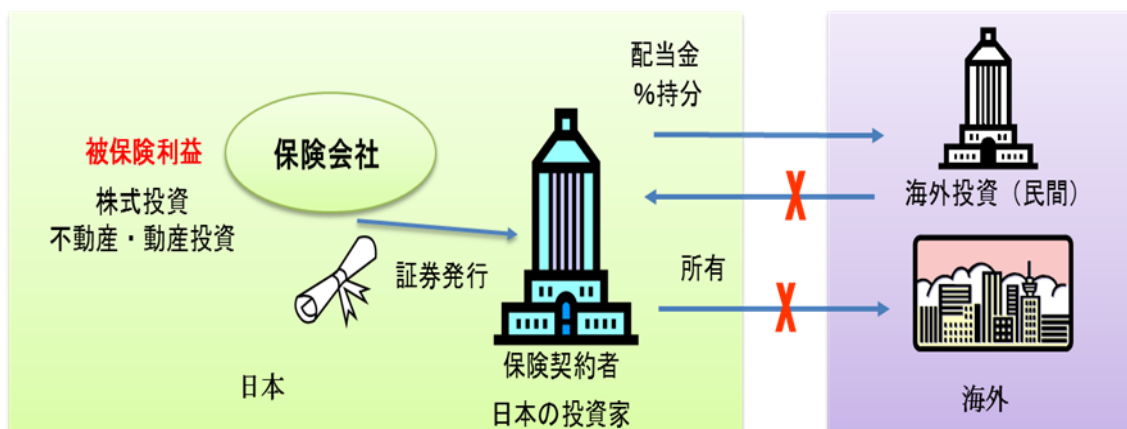 被保険利益
株式投資
不動産・動産投資
保険会社
証券発行
日本
保険契約者
日本の投資家
配当金
%持分
所有
海外投資（民間）
海外